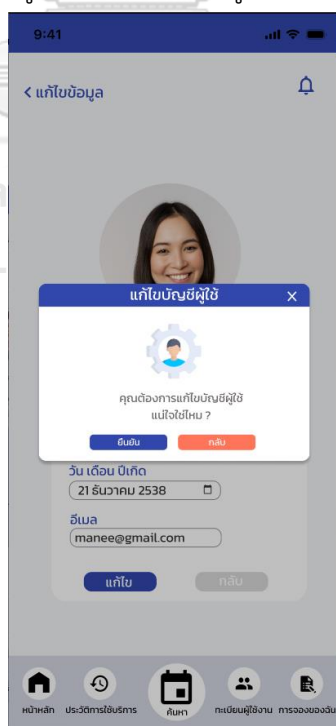 9:41
< แก้ไขข้อมูล
แก้ไขบัญชีผู้ใช้ X
คุณต้องการแก้ไขบัญชีผู้ใช้
แน่ใจใช่ไหม ?
ยืนยัน กลับ
วัน เดือน ปีเกิด
21 ธันวาคม 2538
อีเมล
manee@gmail.com
แก้ไข กลับ
หน้าหลัก ประวัติการใช้บริการ ค้นหา ทะเบียนผู้ใช้งาน การจองของฉัน